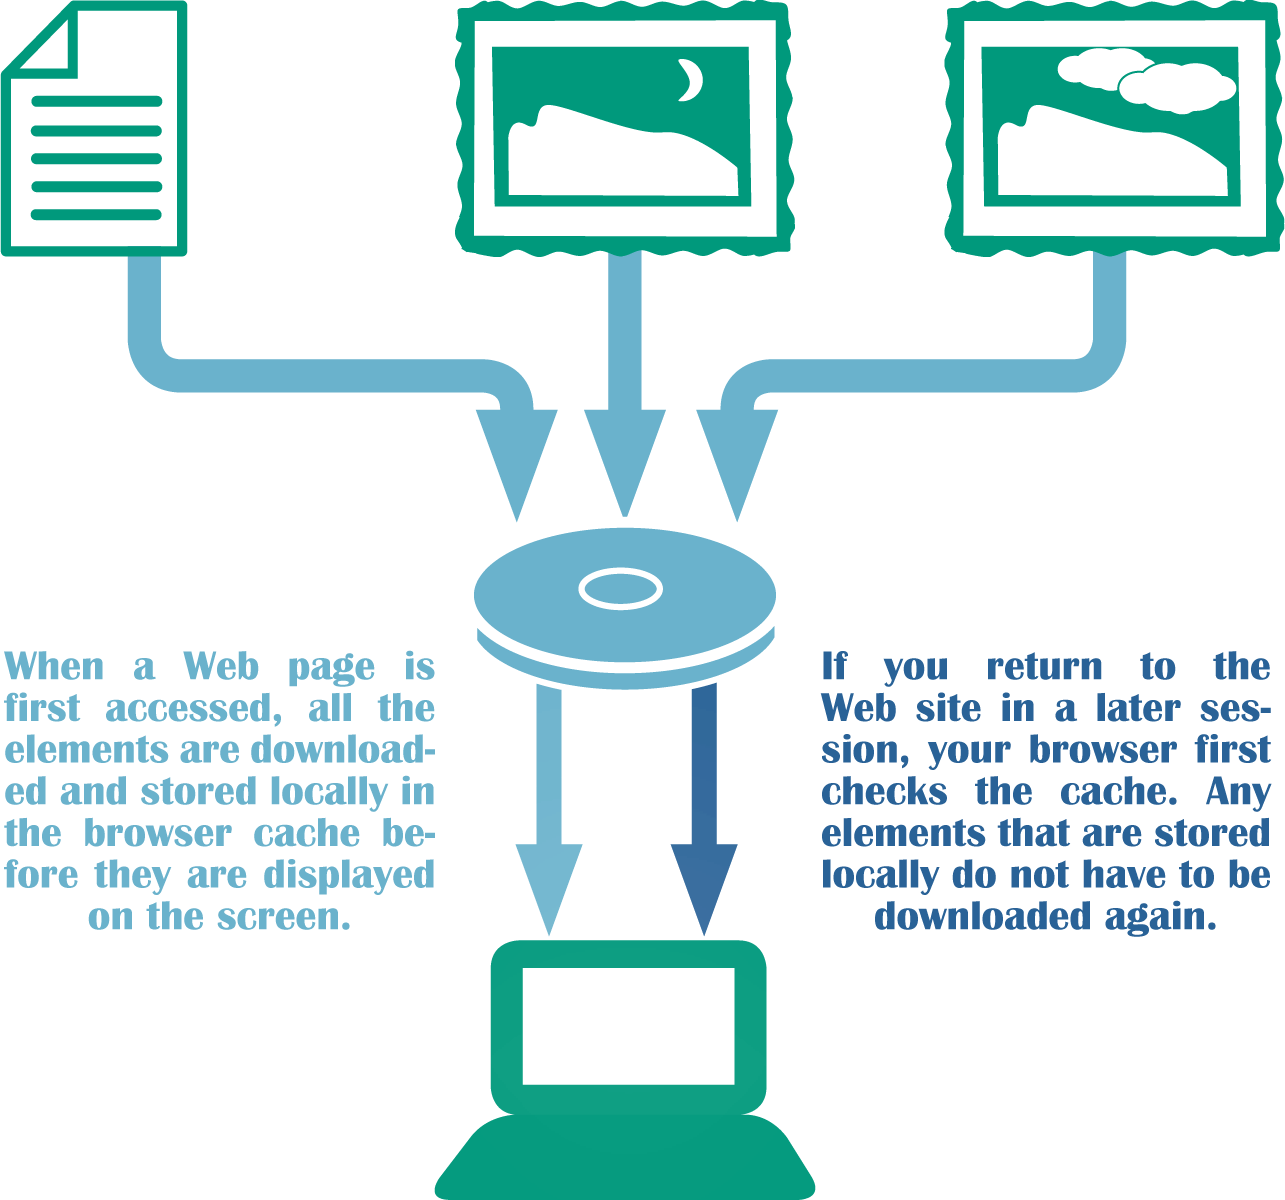 When a Web page is
first accessed, all the
elements are download-
ed and stored locally in
the browser cache be-
fore they are displayed
on the screen.
If you return to the
Web site in a later ses-
sion, your browser first
checks the cache. Any
elements that are stored
locally do not have to be
downloaded again.